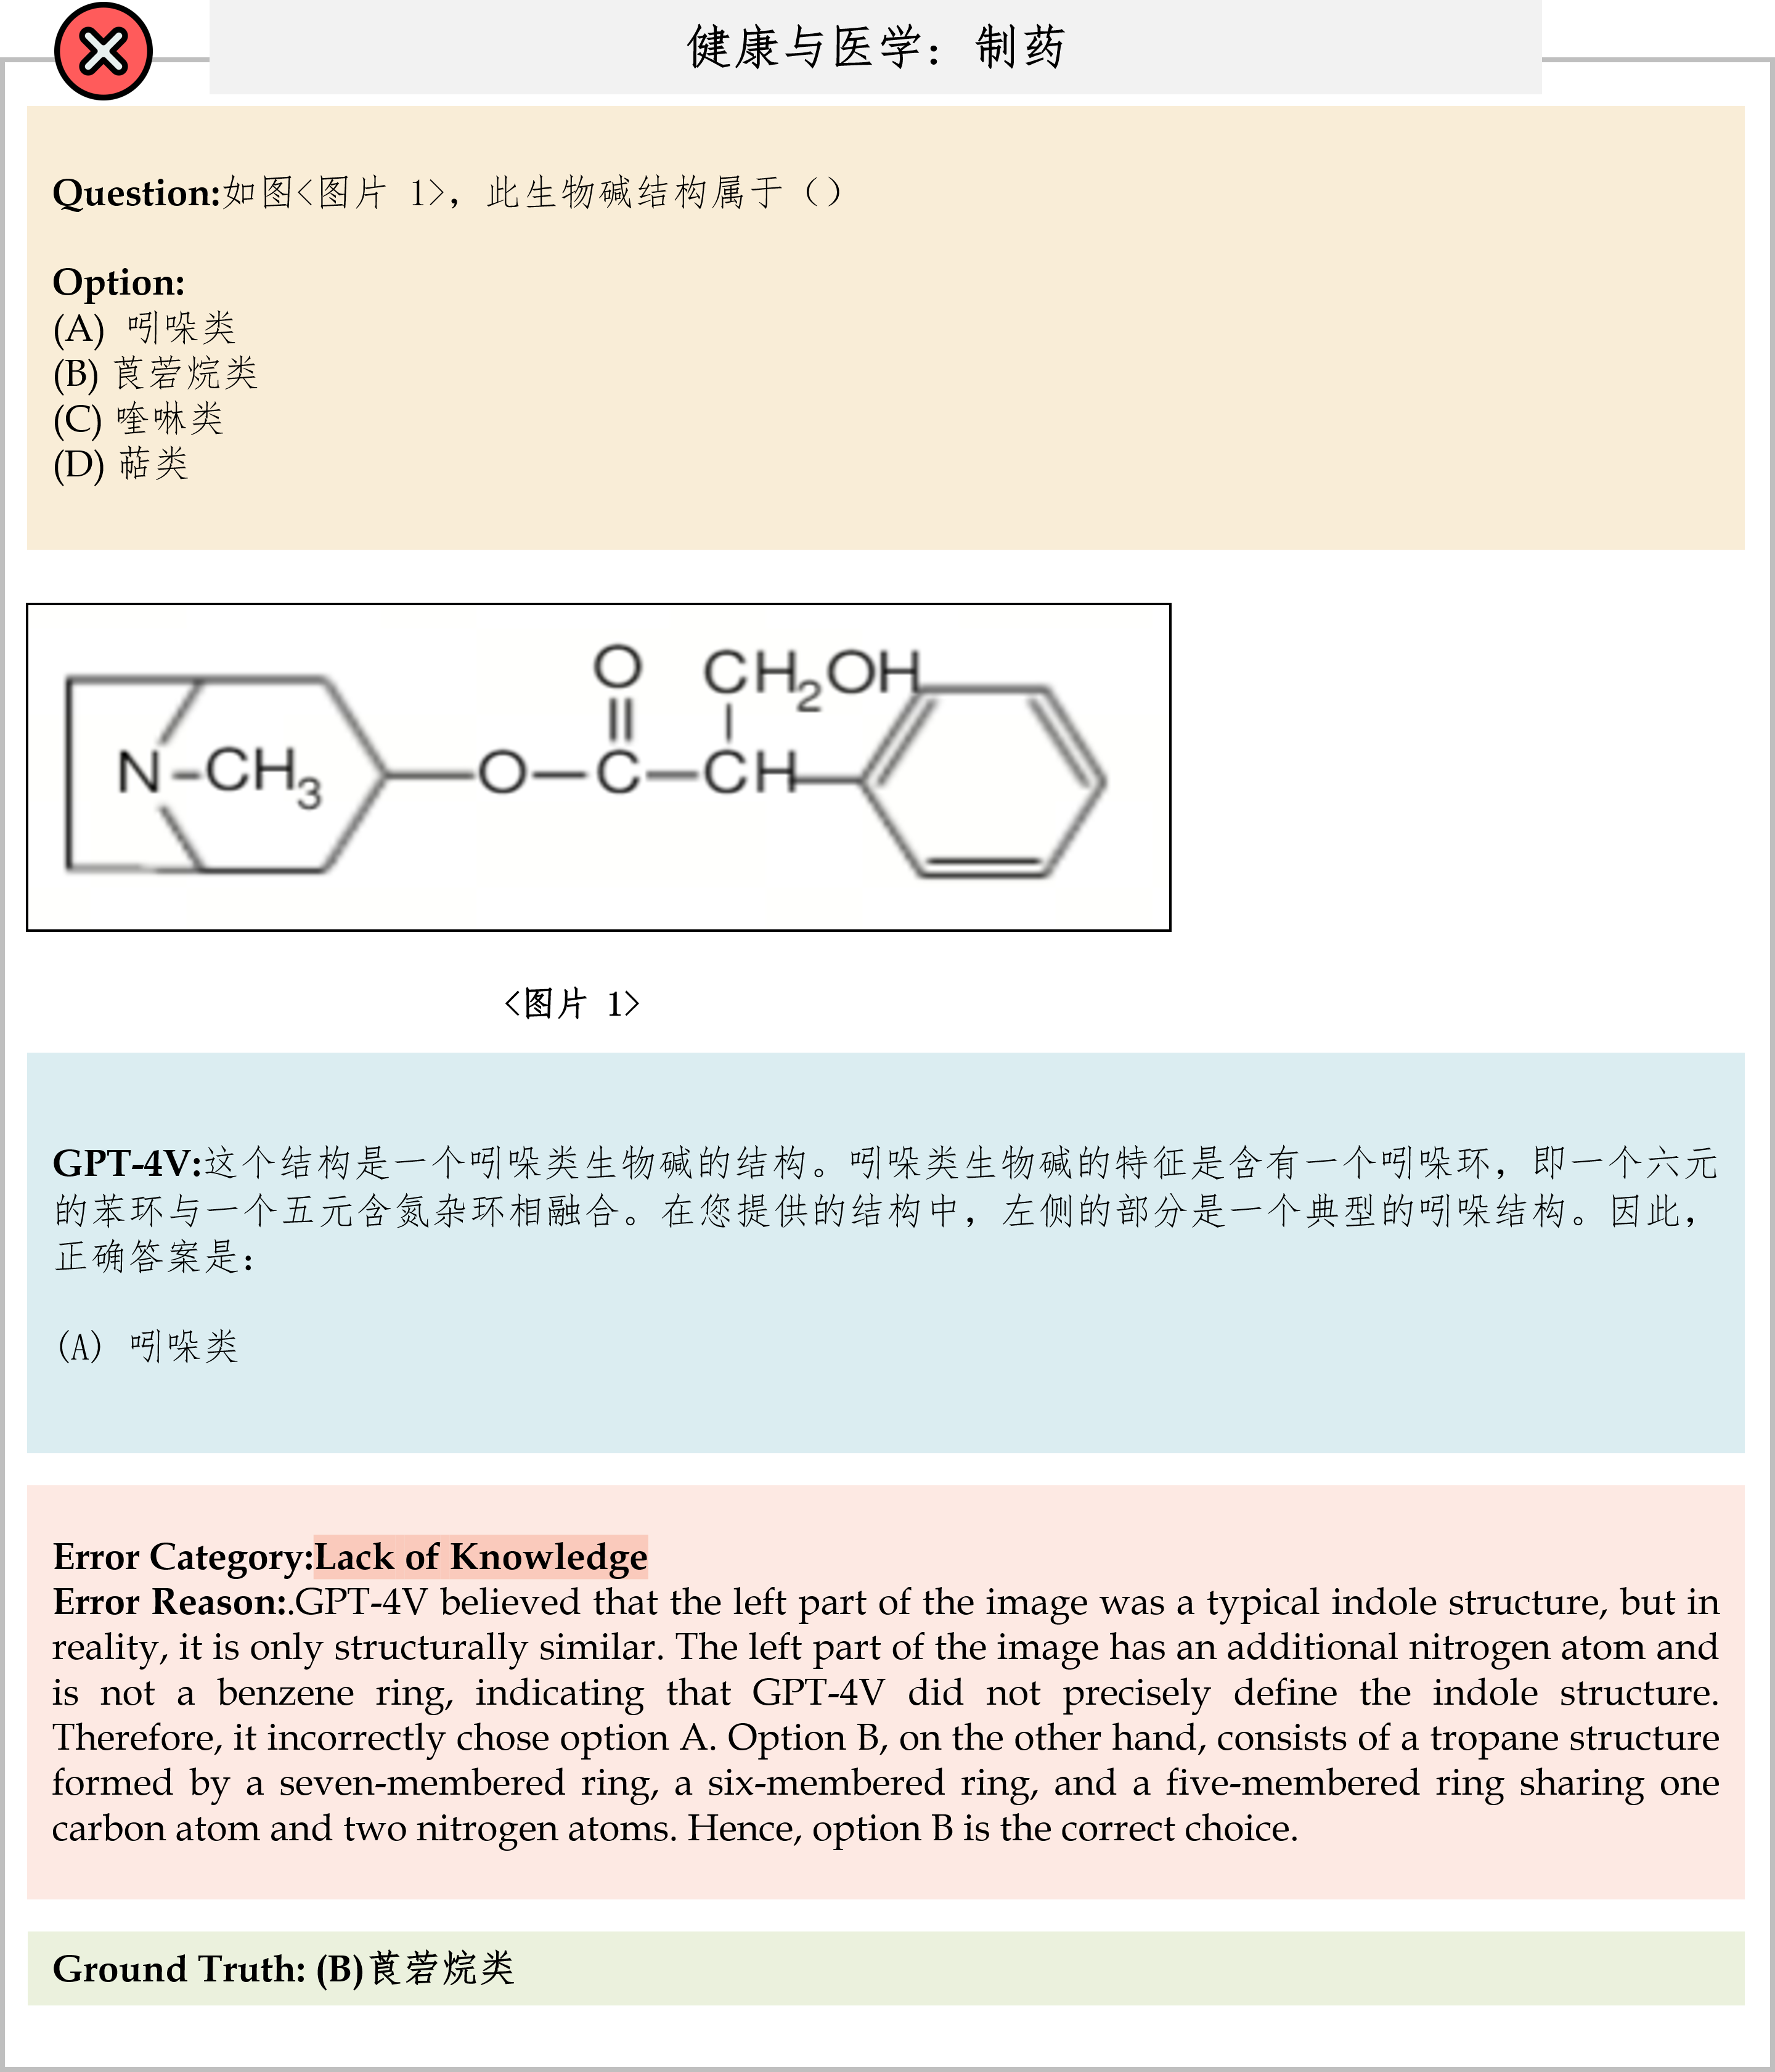 健康与医学：制药
Question:如图<图片 1>，此生物碱结构属于（）
Option:
(A) 吲哚类
(B) 莨菪烷类
(C) 喹啉类
(D) 萜类
O
CH2OH
N-CH3
O
C
CH
<图片 1>
GPT-4V:这个结构是一个吲哚类生物碱的结构。吲哚类生物碱的特征是含有一个吲哚环，即一个六元
的苯环与一个五元含氮杂环相融合。在您提供的结构中，左侧的部分是一个典型的吲哚结构。因此，
正确答案是：
(A) 吲哚类
Error Category:Lack of Knowledge
Error Reason:.GPT-4V believed that the left part of the image was a typical indole structure, but in
reality, it is only structurally similar. The left part of the image has an additional nitrogen atom and
is not a benzene ring, indicating that GPT-4V did not precisely define the indole structure.
Therefore, it incorrectly chose option A. Option B, on the other hand, consists of a tropane structure
formed by a seven-membered ring, a six-membered ring, and a five-membered ring sharing one
carbon atom and two nitrogen atoms. Hence, option B is the correct choice.
Ground Truth: (B)莨菪烷类